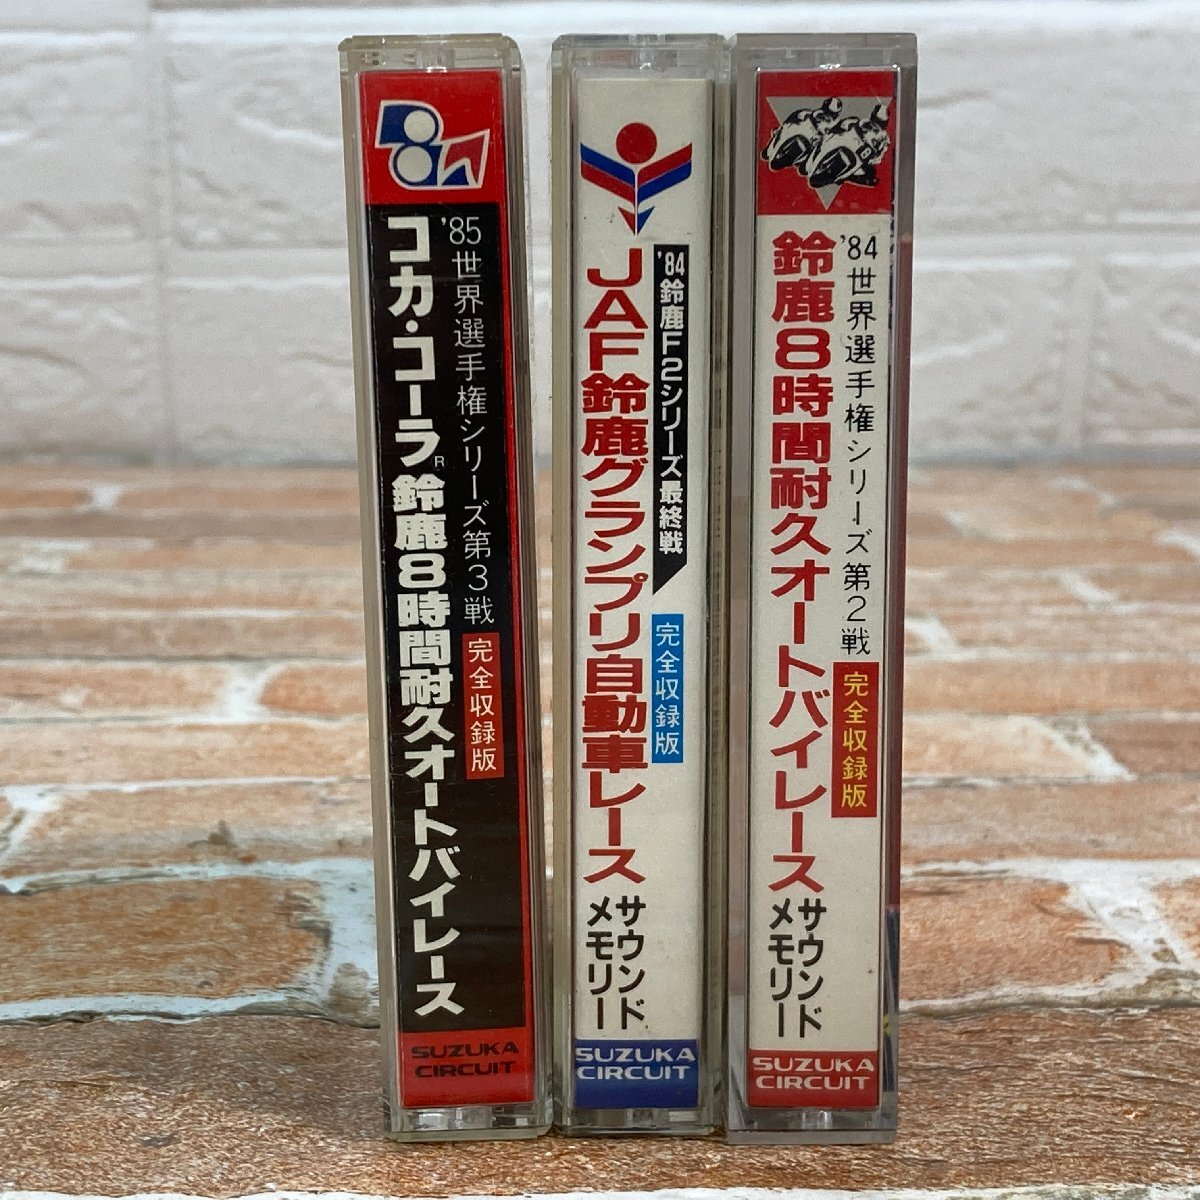 '85世界選手権シリーズ第3戦
完全収録版
コカ・コーラ®鈴鹿8時間耐久オートバイレース
SUZUKA
CIRCUIT
'84鈴鹿F2シリーズ最終戦
完全収録版
JAF鈴鹿グランプリ自動車レース
サウンド
メモリー
SUZUKA
CIRCUIT
'84世界選手権シリーズ第2戦
完全収録版
鈴鹿8時間耐久オートバイレース
サウンド
メモリー
SUZUKA
CIRCUIT